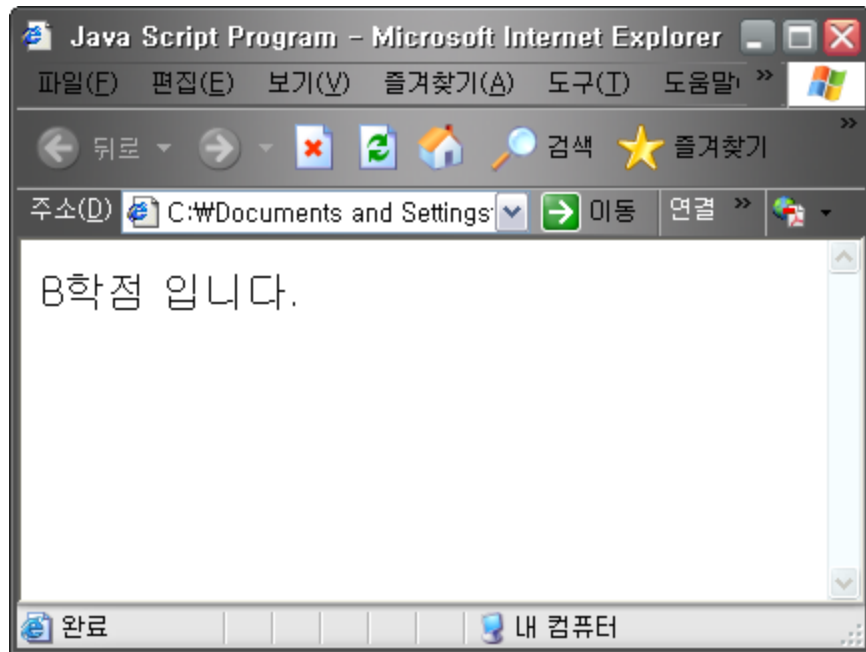 Java Script Program - Microsoft Internet Explorer
파일(F) 편집(E) 보기(V) 즐겨찾기(A) 도구(T) 도움말 »
뒤로 검색 즐겨찾기 »
주소(D) C:₩Documents and Settings 이동 연결 »
B학점 입니다.
완료 내 컴퓨터